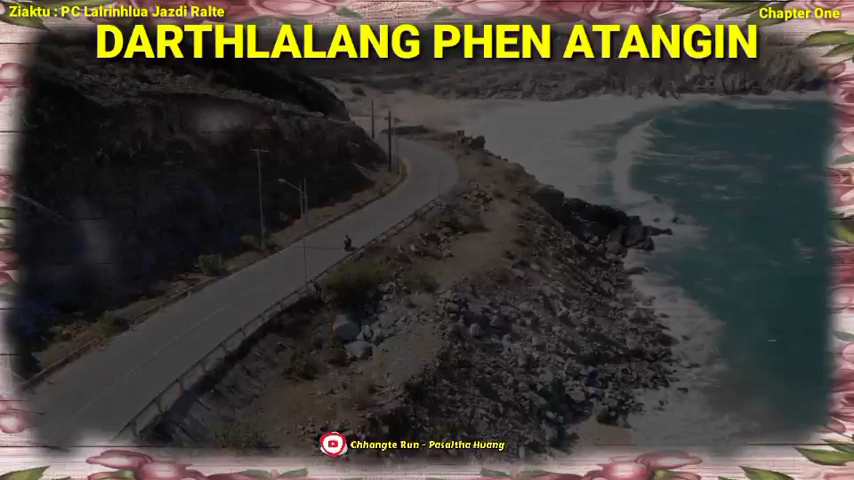 Ziaktu : PC Lalrinhlua Jazdi Ralte
Chapter One
DARTHLALANG PHEN ATANGIN
Chhangte Run - Pasaltha Huang